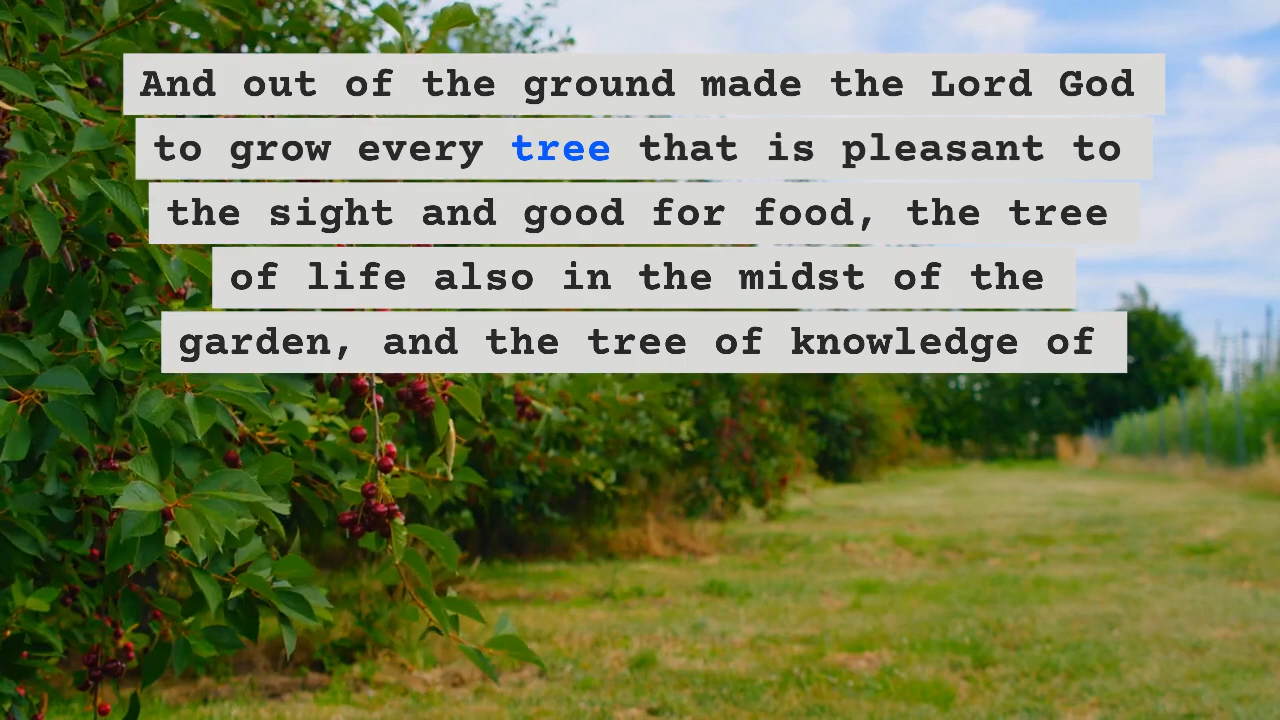 And out of the ground made the Lord God
to grow every tree that is pleasant to
the sight and good for food, the tree
of life also in the midst of the
garden, and the tree of knowledge of